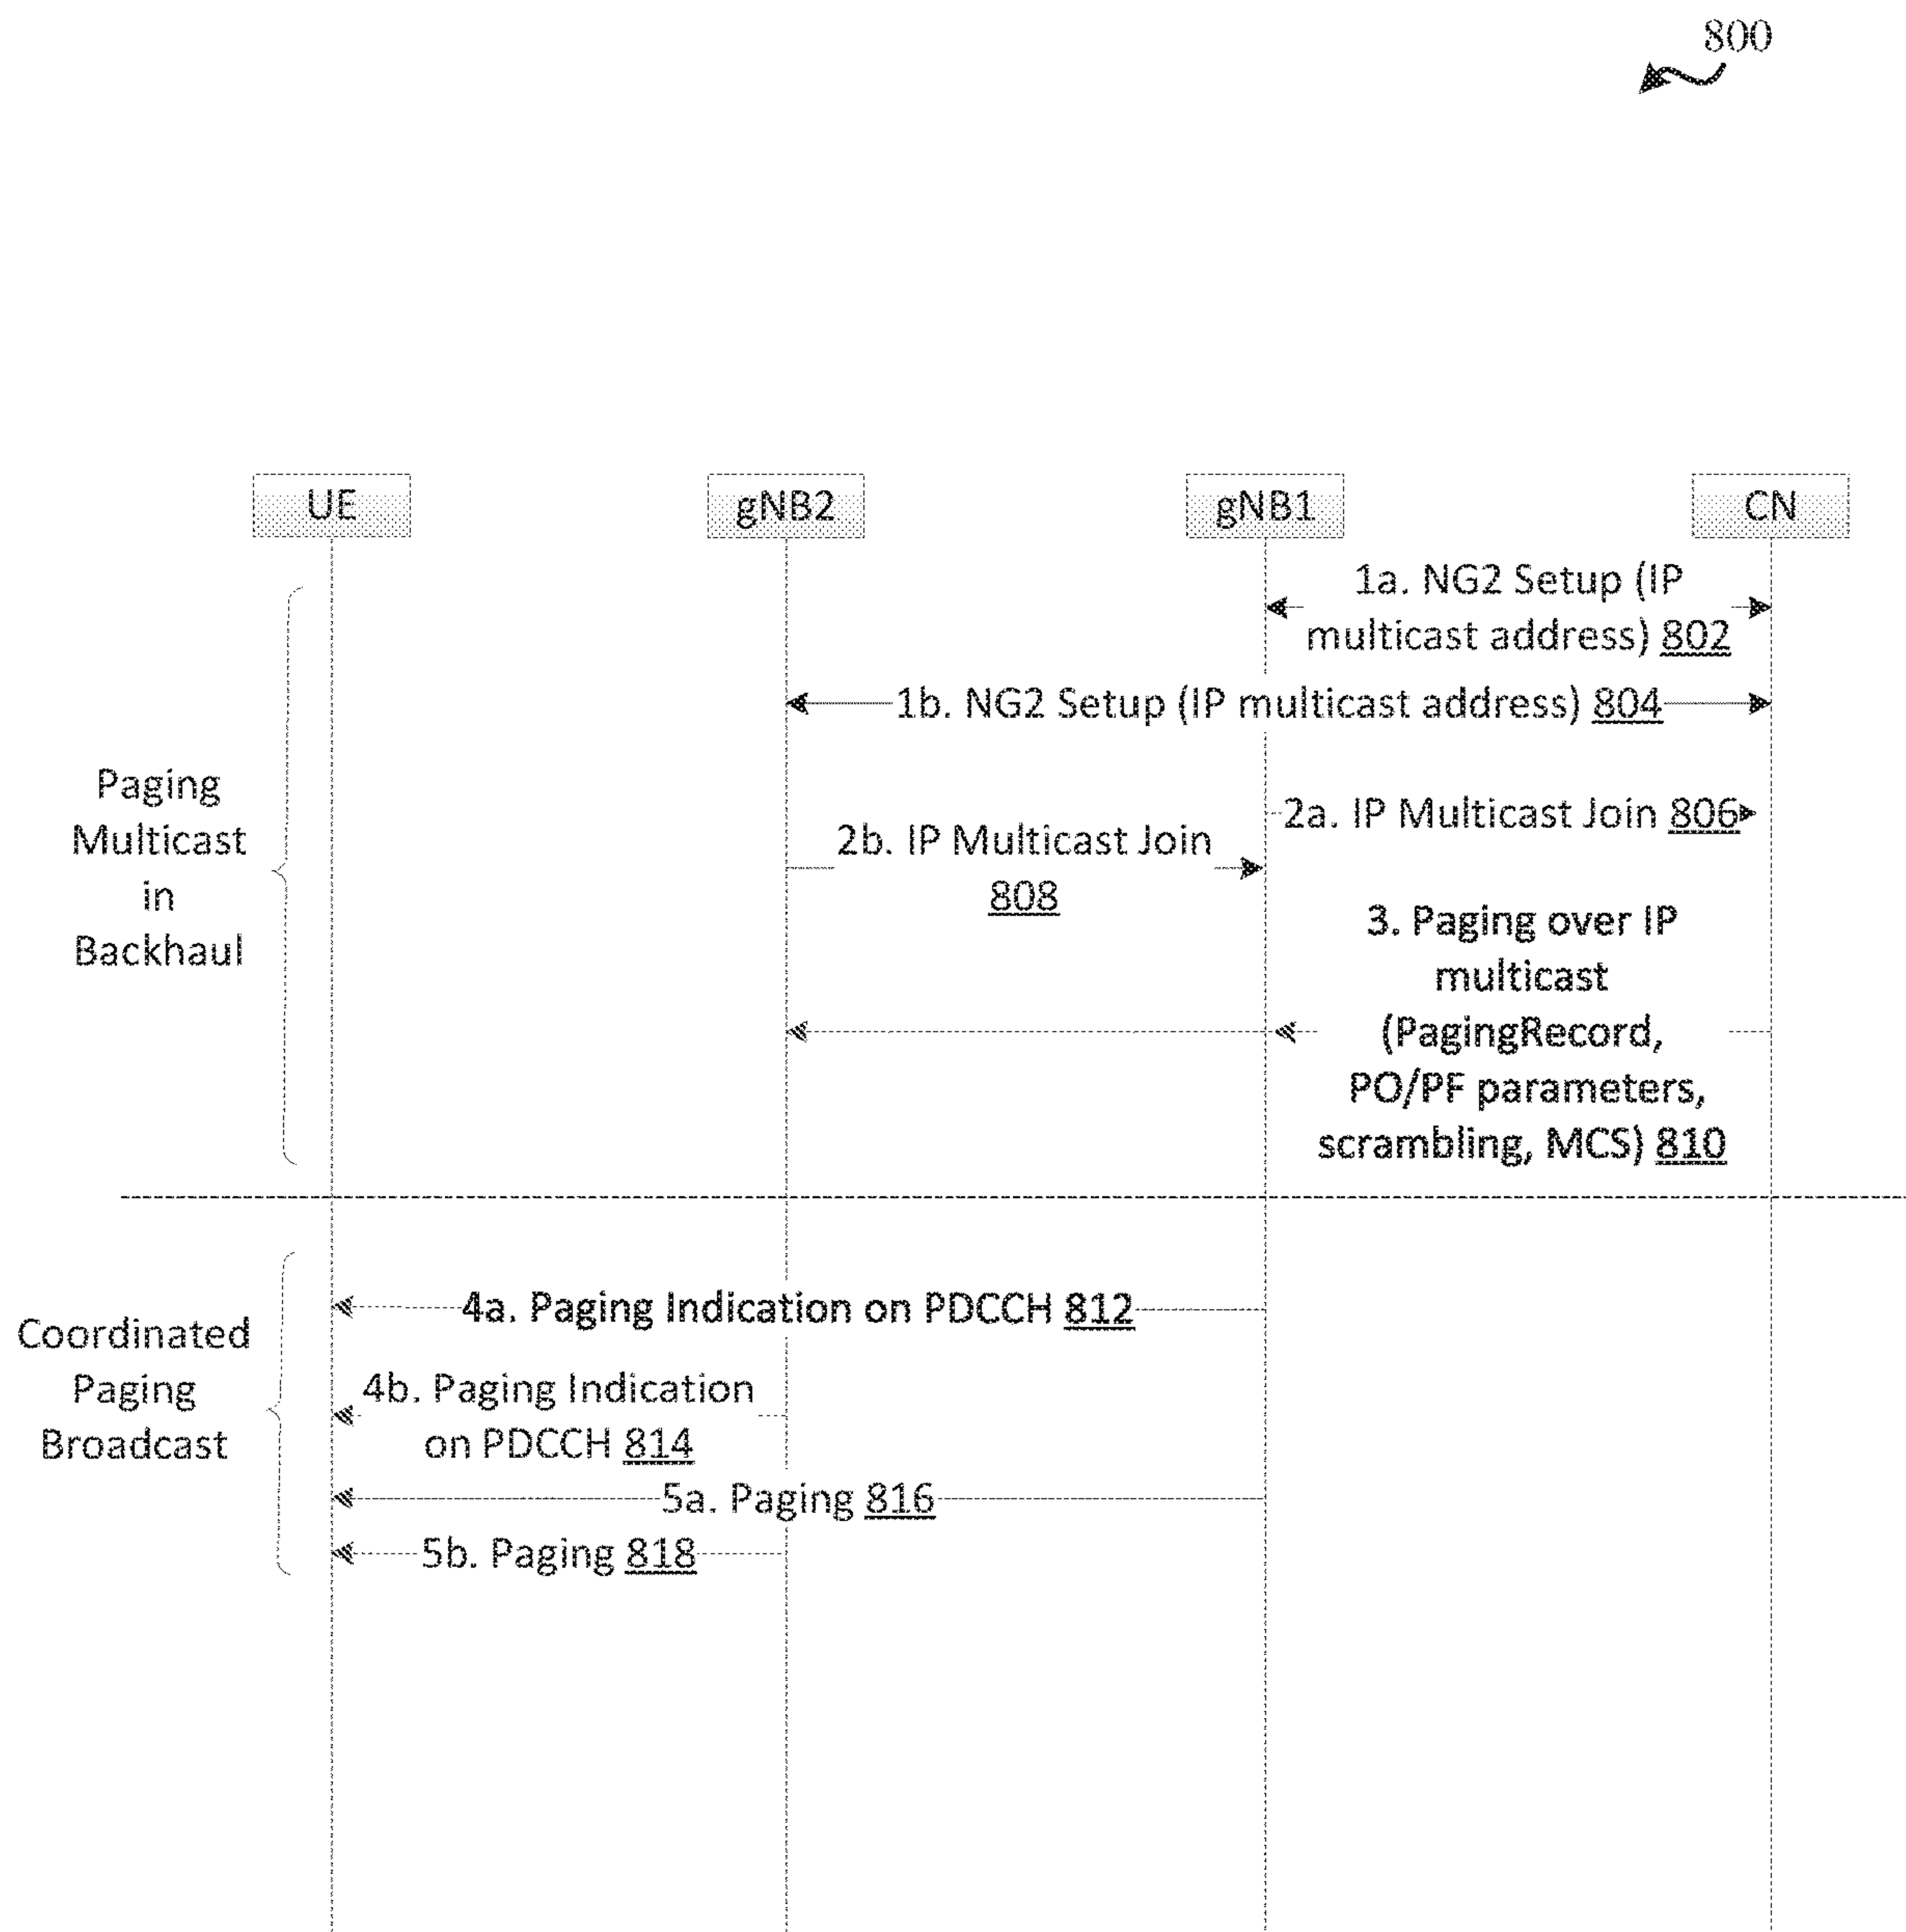 800
UE
gNB2
gNB1
CN
1a. NG2 Setup (IP
multicast address) 802
1b. NG2 Setup (IP multicast address) 804
Paging
Multicast
in
Backhaul
2a. IP Multicast Join 806
2b. IP Multicast Join
808
3. Paging over IP
multicast
(PagingRecord,
PO/PF parameters,
scrambling, MCS) 810
Coordinated
Paging
Broadcast
4a. Paging Indication on PDCCH 812
4b. Paging Indication
on PDCCH 814
5a. Paging 816
5b. Paging 818